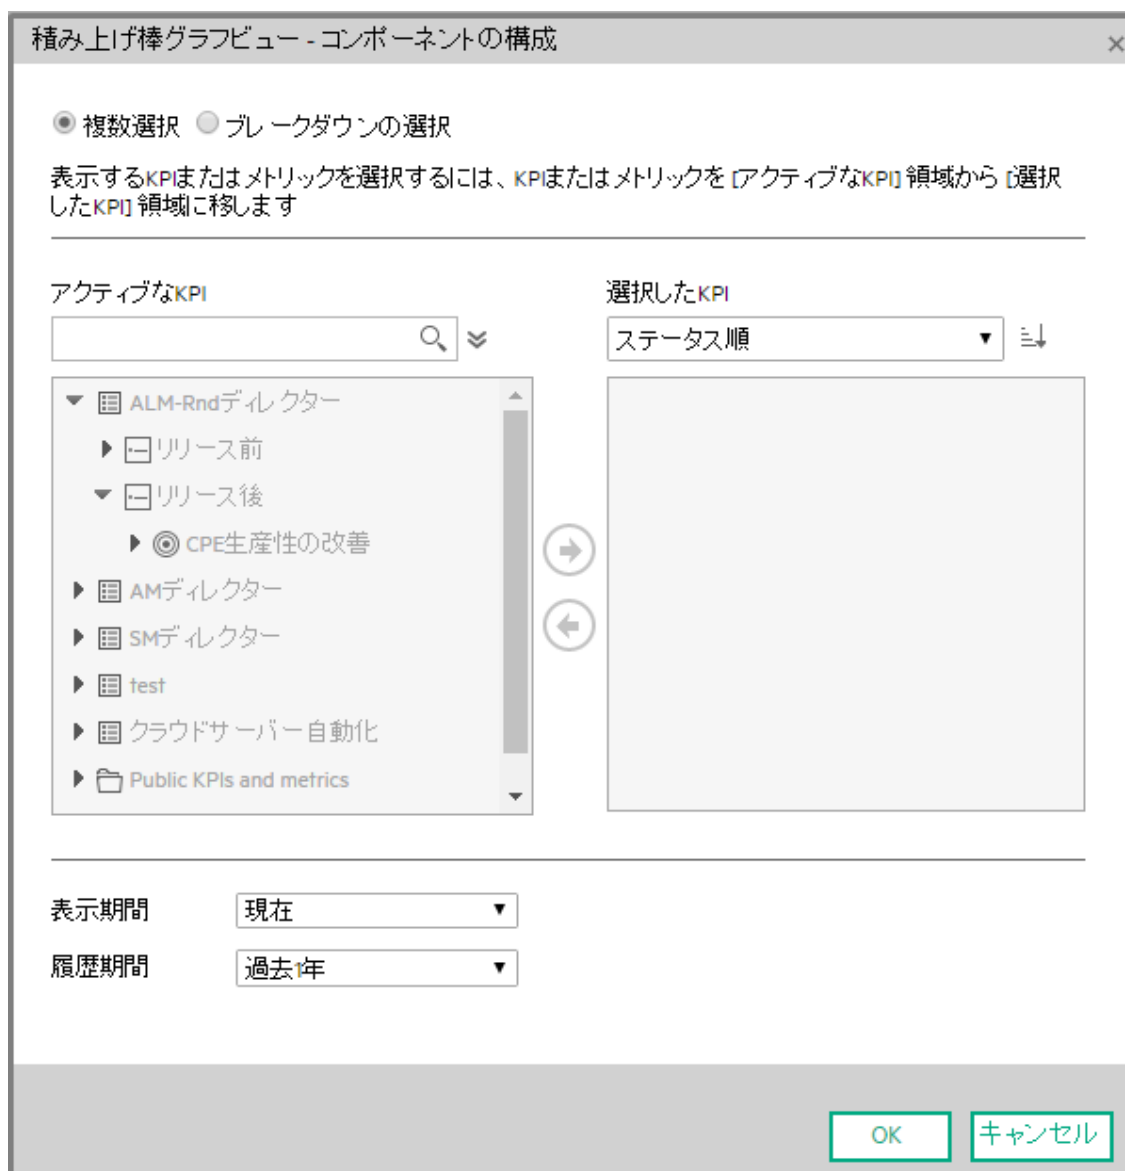 積み上げ棒グラフビュー - コンポーネントの構成
複数選択 ブレークダウンの選択
表示するKPIまたはメトリックを選択するには、KPIまたはメトリックを [アクティブなKPI] 領域から [選択
したKPI] 領域に移します
アクティブなKPI
選択したKPI
ステータス順
ALM-Rndディレクター
リリース前
リリース後
CPE生産性の改善
AMディレクター
SMディレクター
test
クラウドサーバー自動化
Public KPIs and metrics
表示期間 現在
履歴期間 過去1年
OK キャンセル